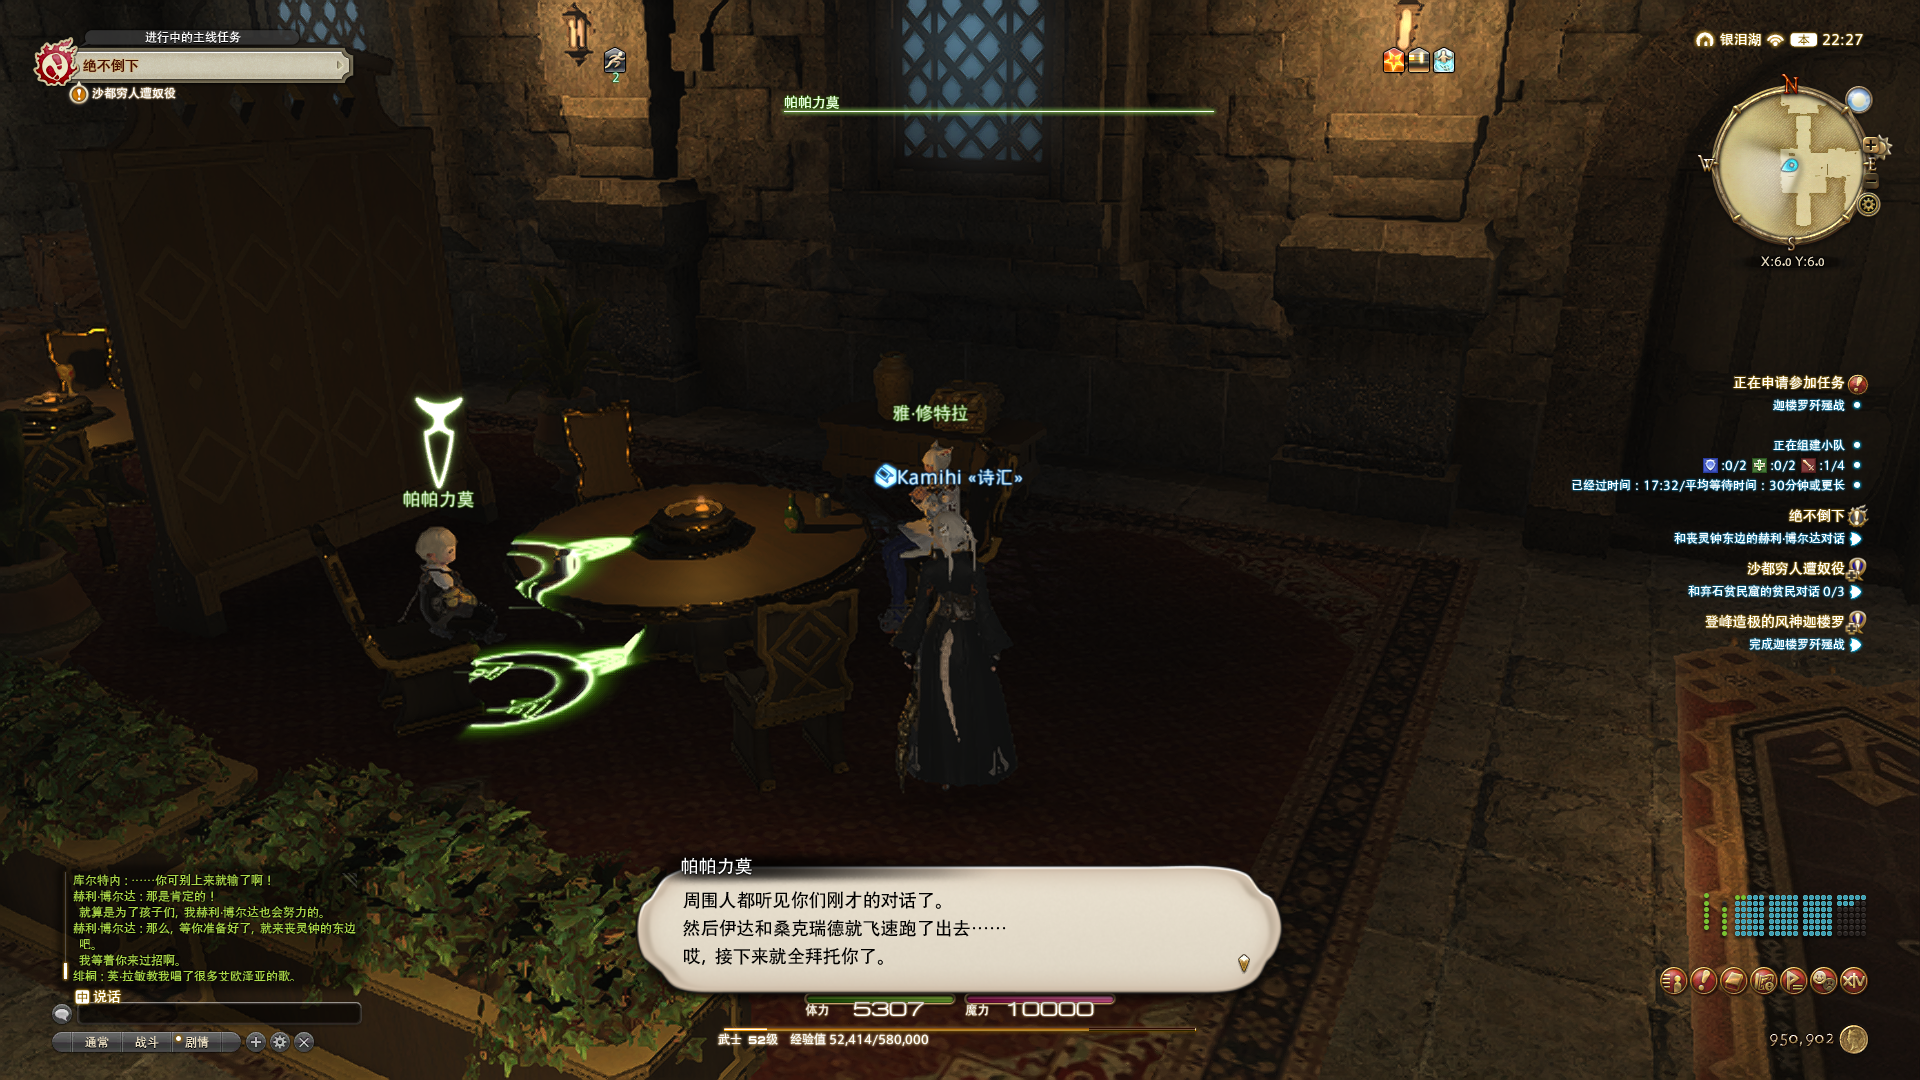 进行中的主线任务
绝不倒下
沙都穷人遭奴役
2
帕帕力莫
银泪湖 本 22:27
N
W
E
S
X:6.0 Y:6.0
正在申请参加任务
迦楼罗歼殛战
正在组建小队
:0/2 :0/2 :1/4
已经过时间：17:32/平均等待时间：30分钟或更长
绝不倒下
和丧灵钟东边的赫利·博尔达对话
沙都穷人遭奴役
和弃石贫民窟的贫民对话 0/3
登峰造极的风神迦楼罗
完成迦楼罗歼殛战
雅·修特拉
Kamihi «诗汇»
帕帕力莫
帕帕力莫
周围人都听见你们刚才的对话了。
然后伊达和桑克瑞德就飞速跑了出去……
哎，接下来就全拜托你了。
库尔特内：……你可别上来就输了啊！
赫利·博尔达：那是肯定的！
就算是为了孩子们，我赫利·博尔达也会努力的。
赫利·博尔达：那么，等你准备好了，就来丧灵钟的东边
吧。
我等着你来过招啊。
绯桐：芙·拉敏教我唱了很多艾欧泽亚的歌。
说话
通常 战斗 剧情
体力 5307 魔力 10000
武士 52级 经验值 52,414/580,000
XIV
950,902